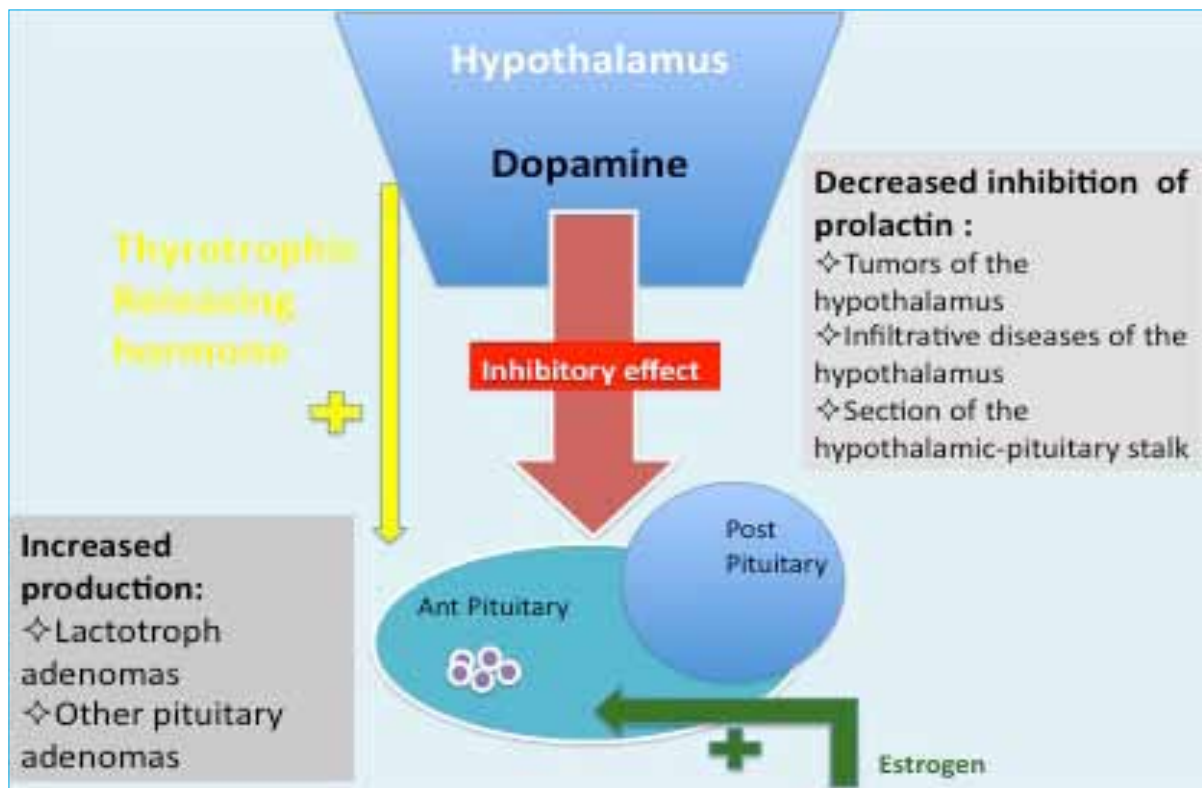 Hypothalamus
Dopamine
Thyrotrophic
Releasing
hormone
Inhibitory effect
Decreased inhibition of
prolactin :
✧Tumors of the
hypothalamus
✧Infiltrative diseases of the
hypothalamus
✧Section of the
hypothalamic-pituitary stalk
Increased
production:
✧Lactotroph
adenomas
✧Other pituitary
adenomas
Ant Pituitary
Post
Pituitary
Estrogen